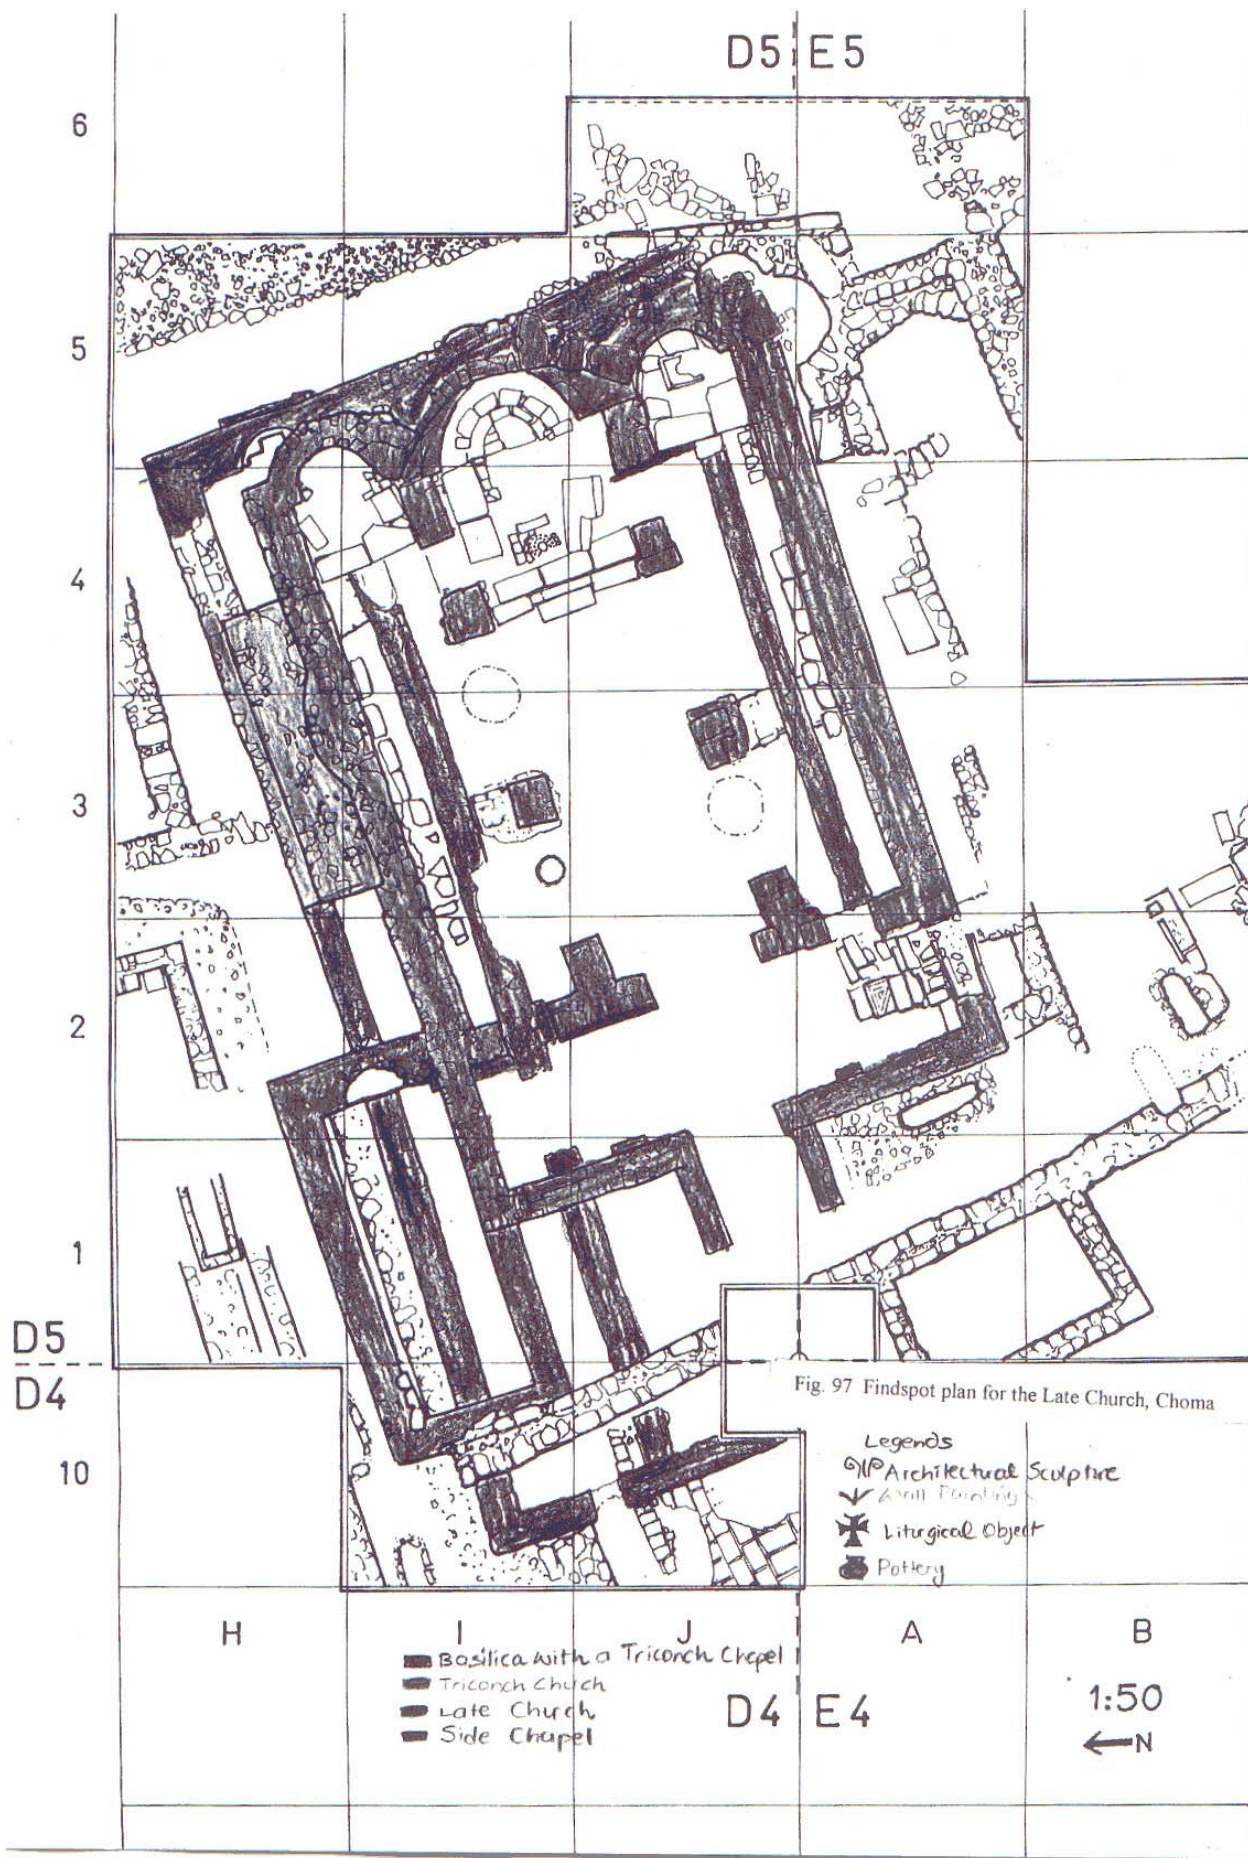 D5 E5
6
5
4
3
2
1
D5
D4
Fig. 97 Findspot plan for the Late Church, Choma
Legends
Architectural Sculpture
Wall Painting
Liturgical Object
Pottery
10
H I J A B
Basilica with a Triconch Chapel
Triconch Church
Late Church
Side Chapel
D4 E4
1:50
N